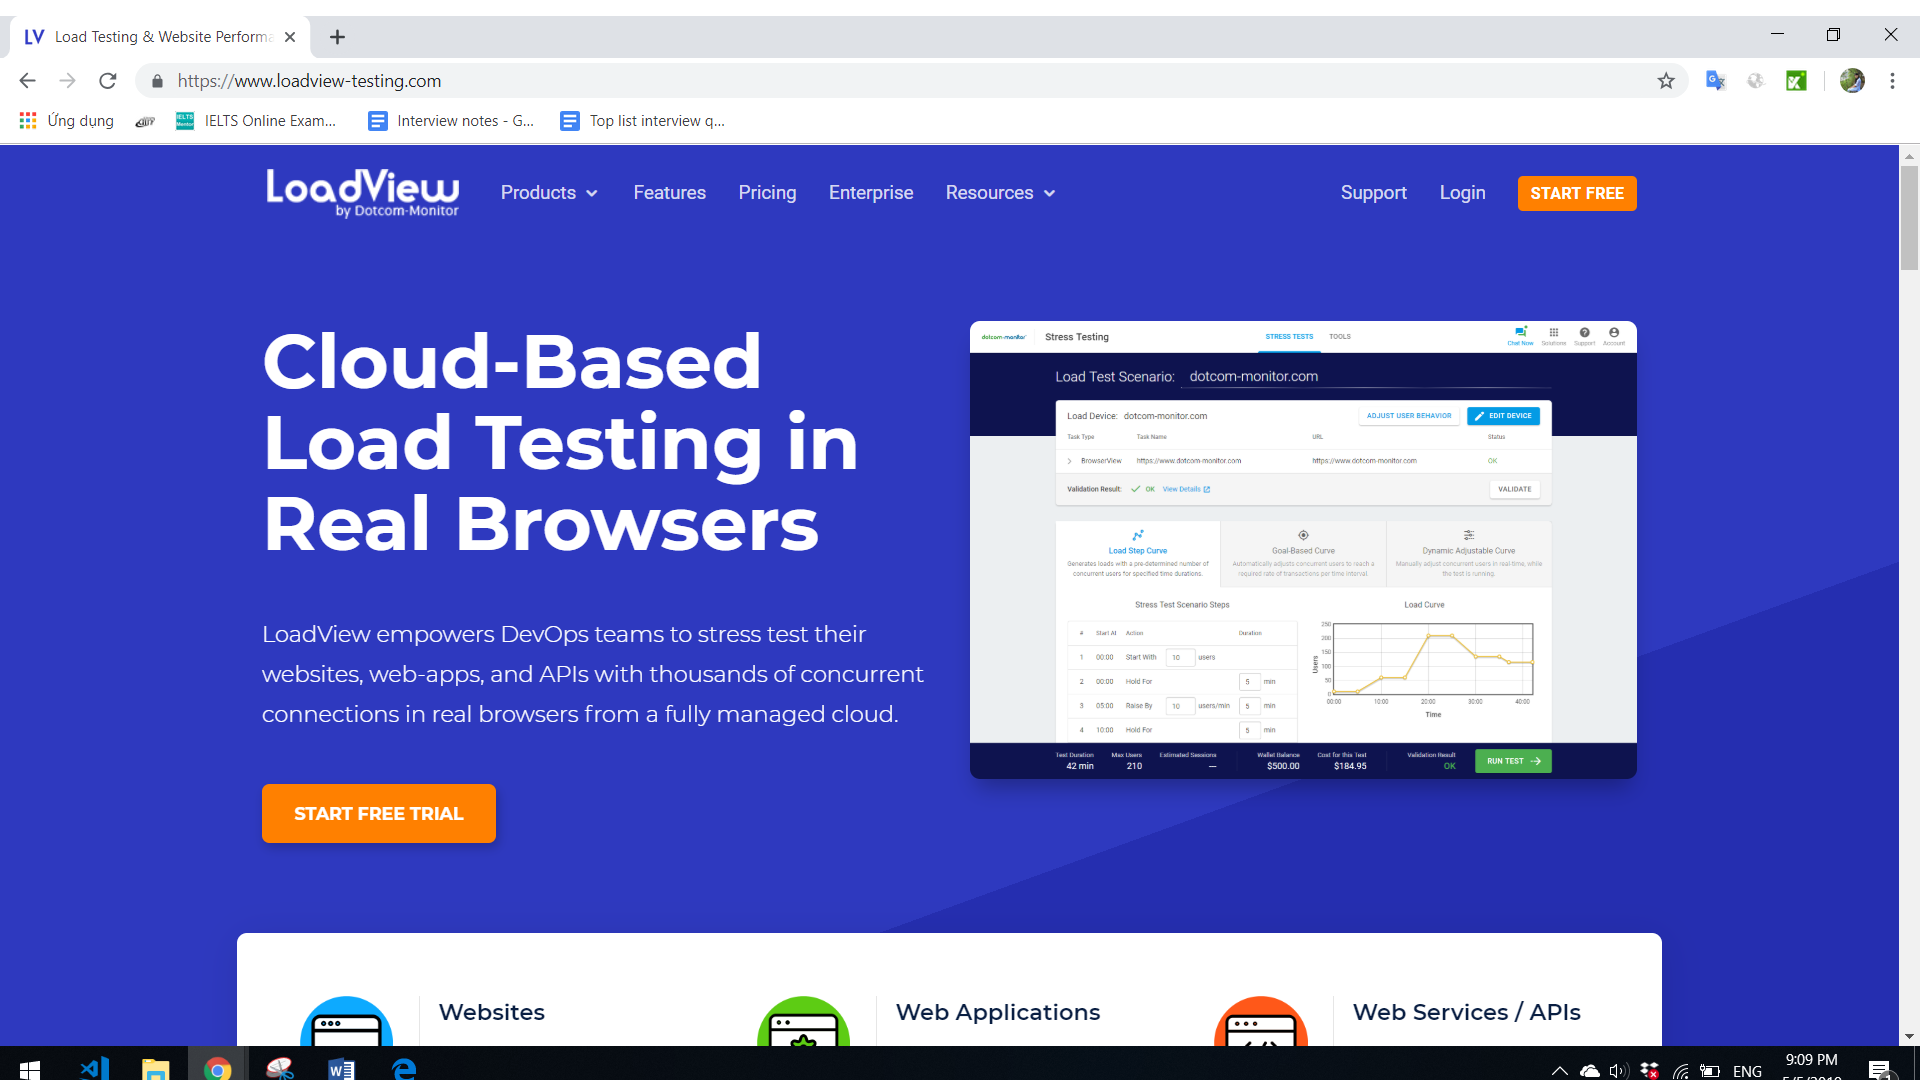 LV Load Testing & Website Performa
https://www.loadview-testing.com
Ứng dụng
IELTS Online Exam...
Interview notes - G...
Top list interview q...
LoadView
by Dotcom-Monitor
Products
Features
Pricing
Enterprise
Resources
Support
Login
START FREE
Cloud-Based
Load Testing in
Real Browsers
LoadView empowers DevOps teams to stress test their
websites, web-apps, and APIs with thousands of concurrent
connections in real browsers from a fully managed cloud.
START FREE TRIAL
dotcom-monitor
Stress Testing
STRESS TESTS
TOOLS
Chat Now
Solutions
Support
Account
Load Test Scenario: dotcom-monitor.com
Load Device: dotcom-monitor.com
ADJUST USER BEHAVIOR
EDIT DEVICE
Task Type Task Name URL Status
BrowserView https://www.dotcom-monitor.com https://www.dotcom-monitor.com OK
Validation Result: OK View Details
VALIDATE
Load Step Curve
Generates loads with a pre-determined number of
concurrent users for specified time durations.
Goal-Based Curve
Automatically adjusts concurrent users to reach a
required rate of transactions per time interval.
Dynamic Adjustable Curve
Manually adjust concurrent users in real-time, while
the test is running.
Stress Test Scenario Steps
# Start At Action Duration
1 00:00 Start With 10 users
2 00:00 Hold For 5 min
3 05:00 Raise By 10 users/min 5 min
4 10:00 Hold For 5 min
Load Curve
Users
250
200
150
100
50
0
00:00 10:00 20:00 30:00 40:00
Time
Test Duration Max Users Estimated Sessions Wallet Balance Cost for this Test Validation Result
42 min 210 — $500.00 $184.95 OK
RUN TEST
Websites
Web Applications
Web Services / APIs
ENG
9:09 PM